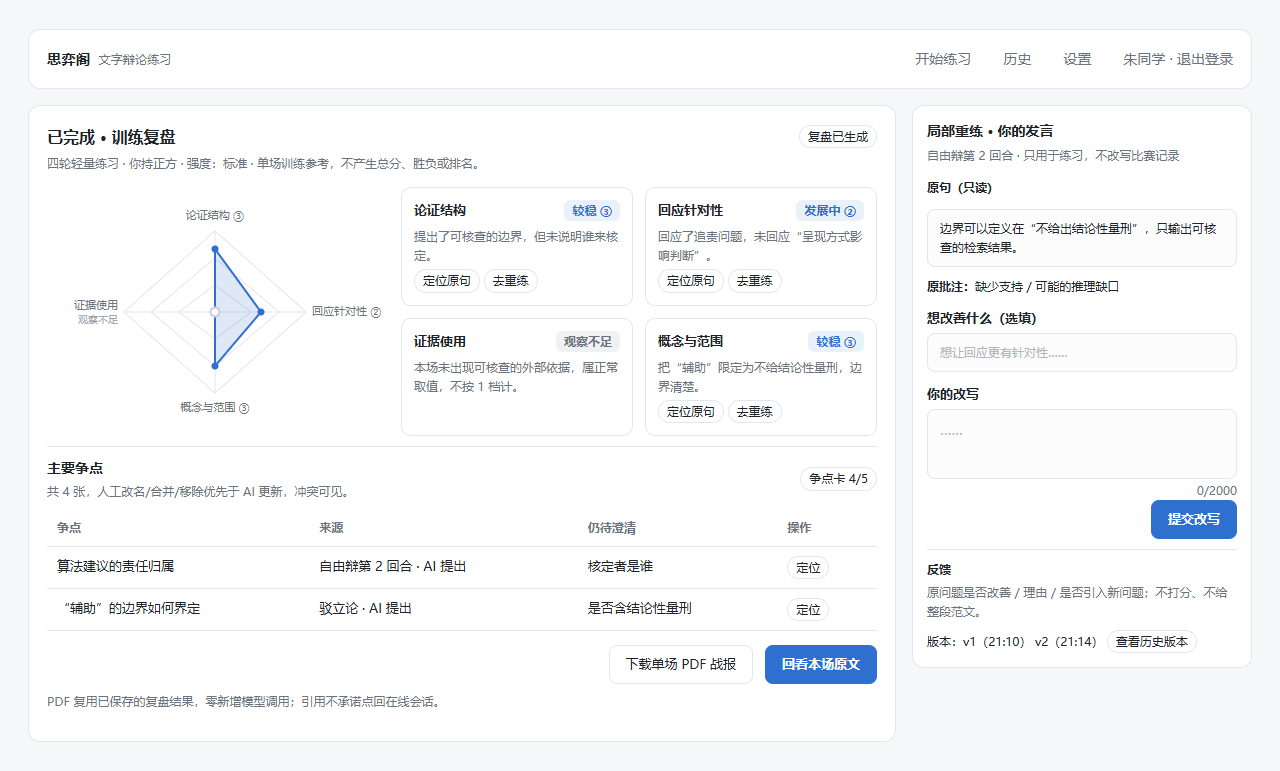 思弈阁 文字辩论练习
开始练习 历史 设置 朱同学 · 退出登录
已完成 • 训练复盘
复盘已生成
四轮轻量练习 · 你持正方 · 强度：标准 · 单场训练参考，不产生总分、胜负或排名。
论证结构 ③
回应针对性 ②
概念与范围 ③
证据使用
观察不足
论证结构 较稳 ③
提出了可核查的边界，但未说明谁来核
定。
定位原句 去重练
回应针对性 发展中 ②
回应了追责问题，未回应“呈现方式影
响判断”。
定位原句 去重练
证据使用 观察不足
本场未出现可核查的外部依据，属正常
取值，不按 1 档计。
概念与范围 较稳 ③
把“辅助”限定为不给结论性量刑，边
界清楚。
定位原句 去重练
主要争点
共 4 张，人工改名/合并/移除优先于 AI 更新，冲突可见。
争点卡 4/5
争点 来源 仍待澄清 操作
算法建议的责任归属 自由辩第 2 回合 · AI 提出 核定者是谁 定位
“辅助”的边界如何界定 驳立论 · AI 提出 是否含结论性量刑 定位
下载单场 PDF 战报 回看本场原文
PDF 复用已保存的复盘结果，零新增模型调用；引用不承诺点回在线会话。
局部重练 • 你的发言
自由辩第 2 回合 · 只用于练习，不改写比赛记录
原句（只读）
边界可以定义在“不给出结论性量刑”，只输出可核
查的检索结果。
原批注：缺少支持 / 可能的推理缺口
想改善什么（选填）
想让回应更有针对性……
你的改写
……
0/2000
提交改写
反馈
原问题是否改善 / 理由 / 是否引入新问题；不打分、不给
整段范文。
版本：v1（21:10） v2（21:14） 查看历史版本